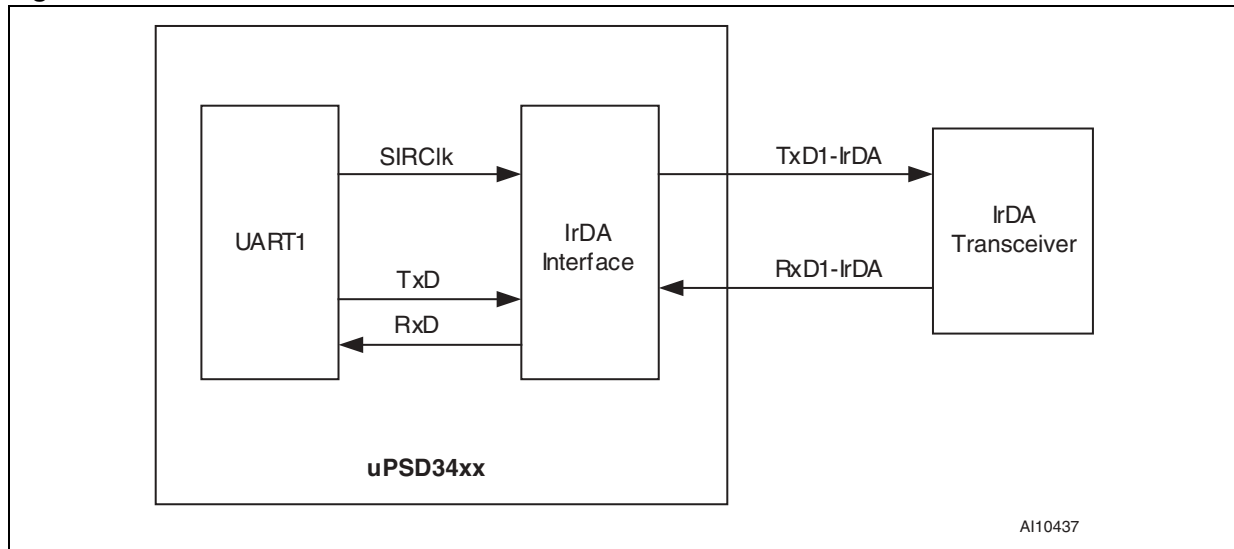 SIRClk
TxD1-IrDA
UART1
IrDA
Interface
IrDA
Transceiver
TxD
RxD1-IrDA
RxD
uPSD34xx
AI10437